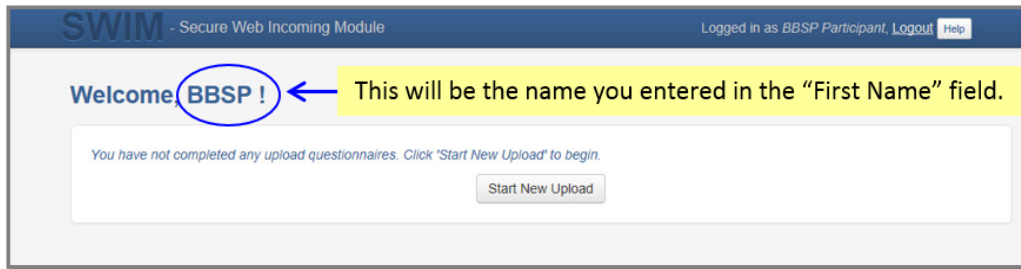 SWIM - Secure Web Incoming Module Logged in as BBSP Participant, Logout Help
Welcome, BBSP ! This will be the name you entered in the “First Name” field.
You have not completed any upload questionnaires. Click 'Start New Upload' to begin.
Start New Upload